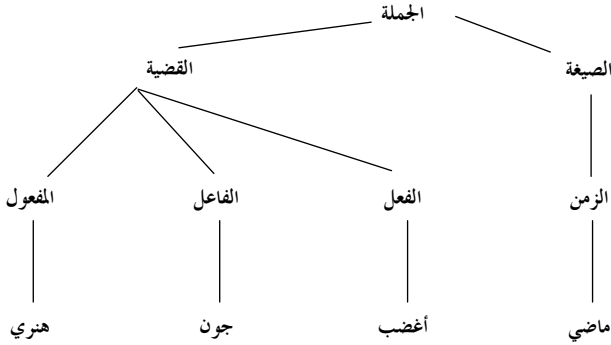 الجملة
الصيغة القضية
الزمن الفعل الفاعل المفعول
ماضي أغضب جون هنري